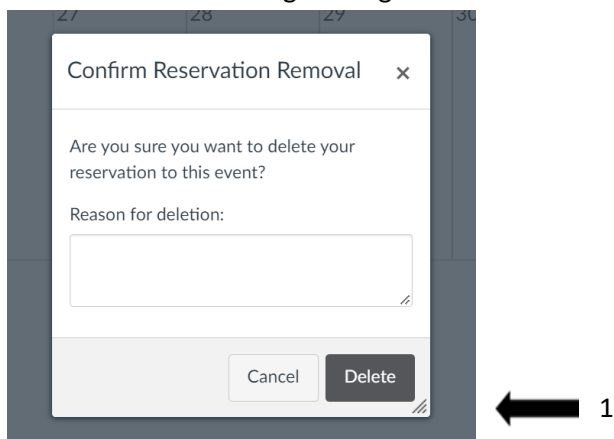 27 28 29 30
Confirm Reservation Removal ×
Are you sure you want to delete your
reservation to this event?
Reason for deletion:
Cancel Delete
1